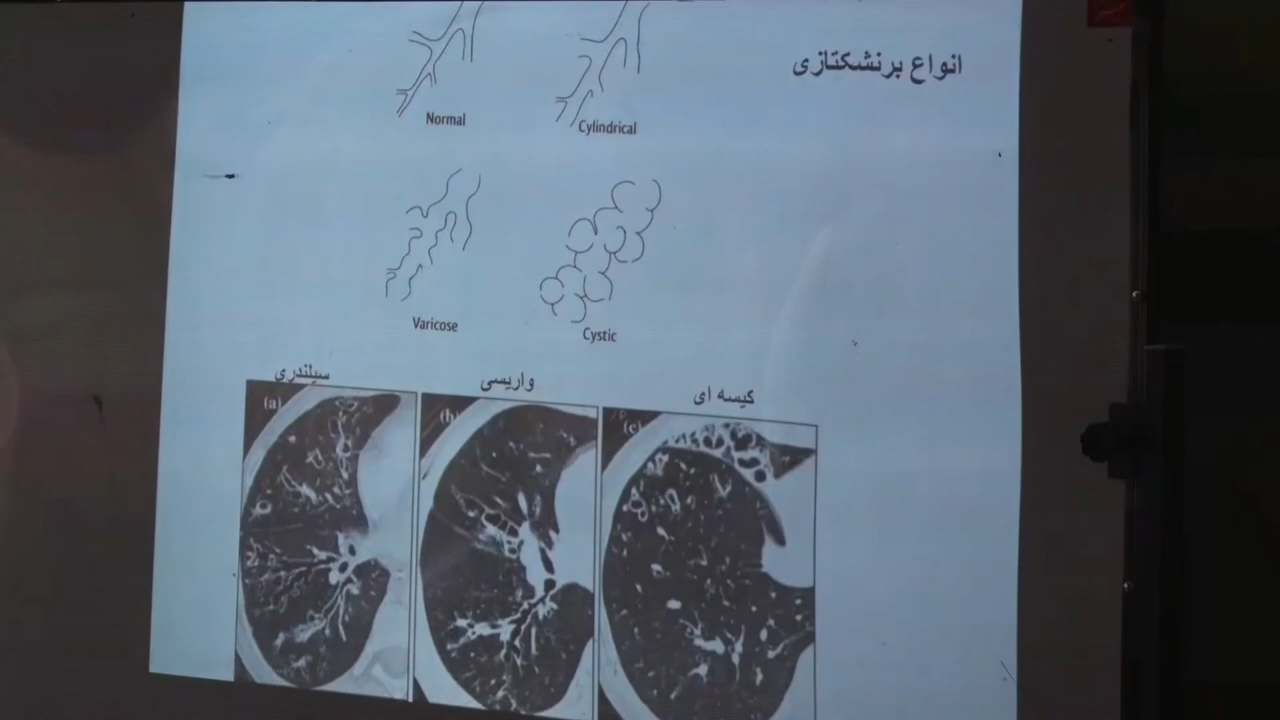 انواع برنشکتازی
Normal
Cylindrical
Varicose
Cystic
سیلندری
واریسی
کیسه ای
(a)
(b)
(c)